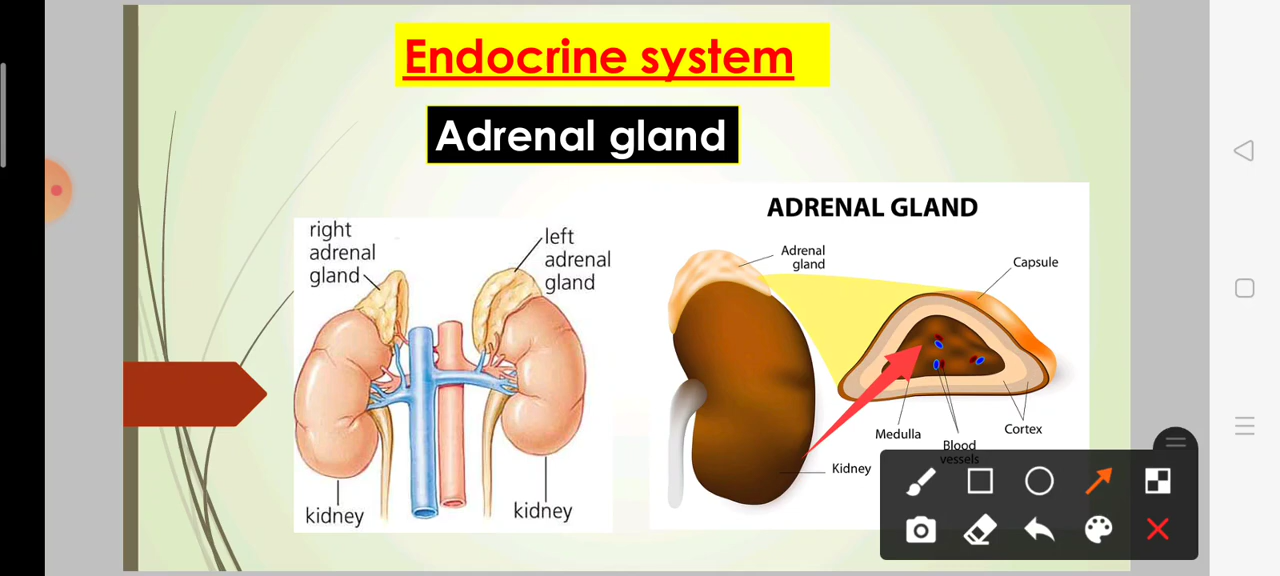 Endocrine system
Adrenal gland
right
adrenal
gland
left
adrenal
gland
kidney
kidney
ADRENAL GLAND
Adrenal
gland
Capsule
Medulla
Blood
vessels
Cortex
Kidney